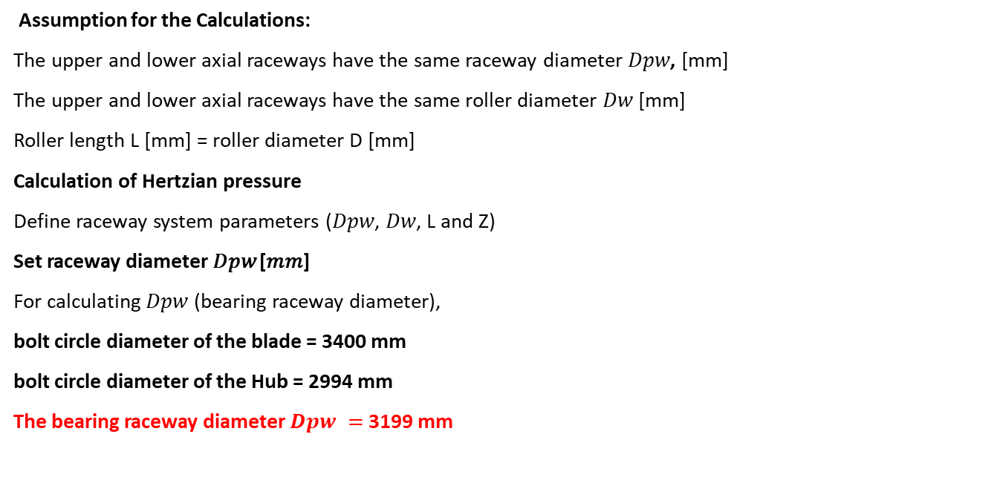 Assumption for the Calculations:
The upper and lower axial raceways have the same raceway diameter Dpw, [mm]
The upper and lower axial raceways have the same roller diameter Dw [mm]
Roller length L [mm] = roller diameter D [mm]
Calculation of Hertzian pressure
Define raceway system parameters (Dpw, Dw, L and Z)
Set raceway diameter Dpw[mm]
For calculating Dpw (bearing raceway diameter),
bolt circle diameter of the blade = 3400 mm
bolt circle diameter of the Hub = 2994 mm
The bearing raceway diameter Dpw = 3199 mm